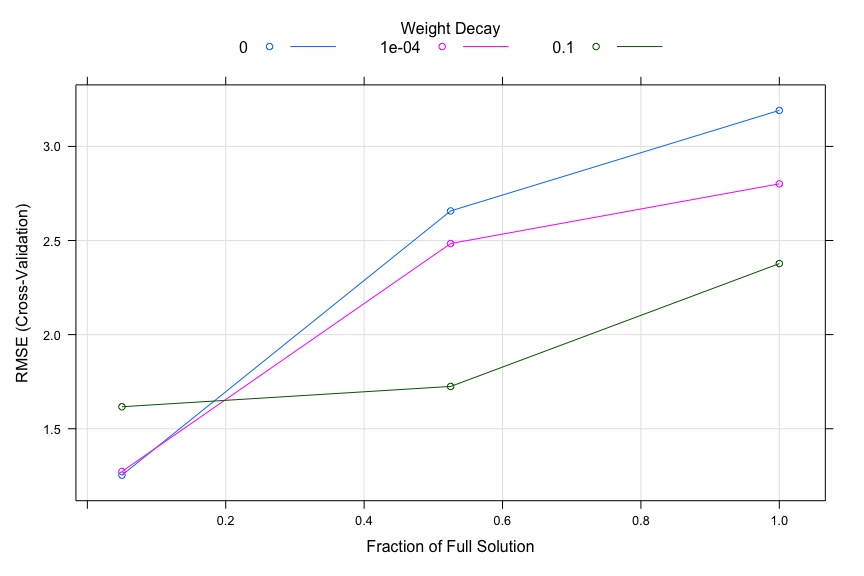 Weight Decay
0 1e-04 0.1
RMSE (Cross-Validation)
3.0
2.5
2.0
1.5
0.2 0.4 0.6 0.8 1.0
Fraction of Full Solution